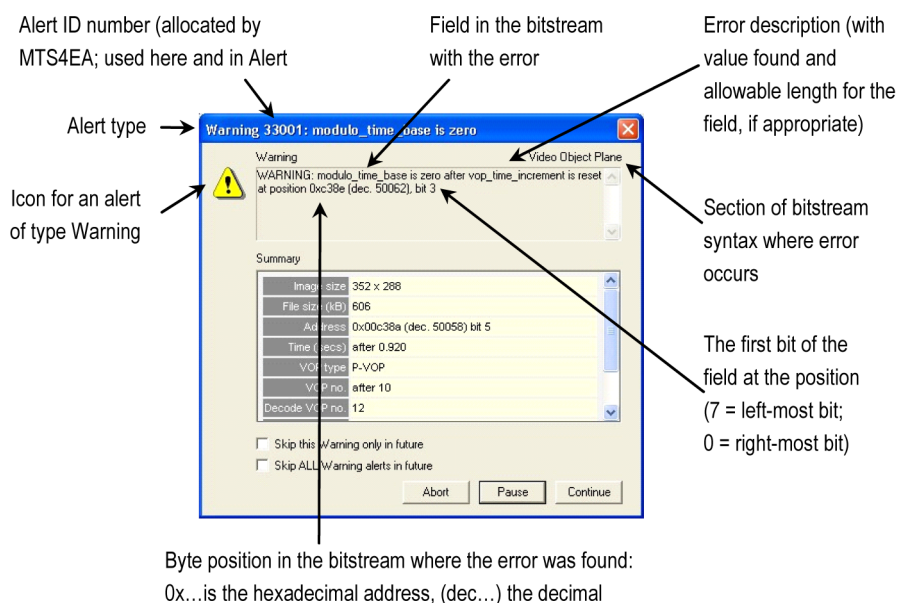 Alert ID number (allocated by
MTS4EA; used here and in Alert
Field in the bitstream
with the error
Error description (with
value found and
allowable length for the
field, if appropriate)
Alert type
Warning 33001: modulo_time_base is zero
Icon for an alert
of type Warning
Warning
Video Object Plane
WARNING: modulo_time_base is zero after vop_time_increment is reset
at position 0xc38e (dec. 50062), bit 3
Section of bitstream
syntax where error
occurs
Summary
Image size 352 x 288
File size (kB) 606
Address 0x00c38a (dec. 50058) bit 5
Time (secs) after 0.920
VOP type P-VOP
VOP no. after 10
Decode VOP no. 12
The first bit of the
field at the position
(7 = left-most bit;
0 = right-most bit)
Skip this Warning only in future
Skip ALL Warning alerts in future
Abort Pause Continue
Byte position in the bitstream where the error was found:
0x...is the hexadecimal address, (dec...) the decimal